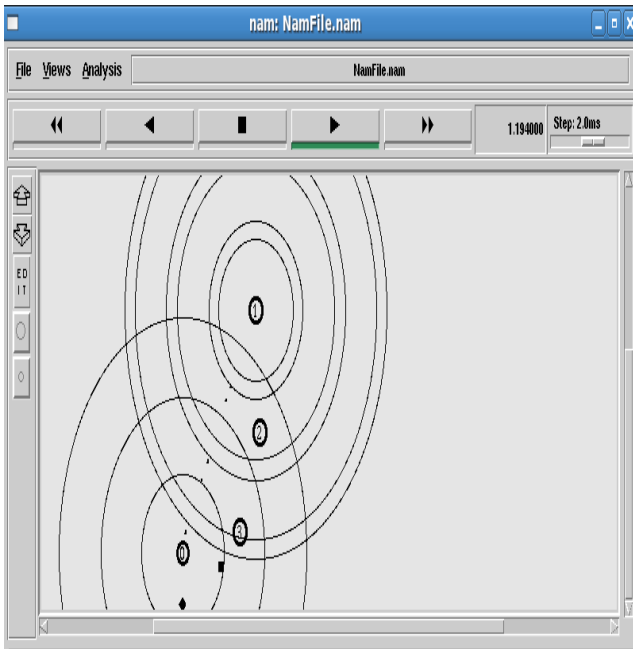 nam: NamFile.nam
File Views Analysis NamFile.nam
1.194000 Step: 2.0ms
ED
IT
1
2
3
0